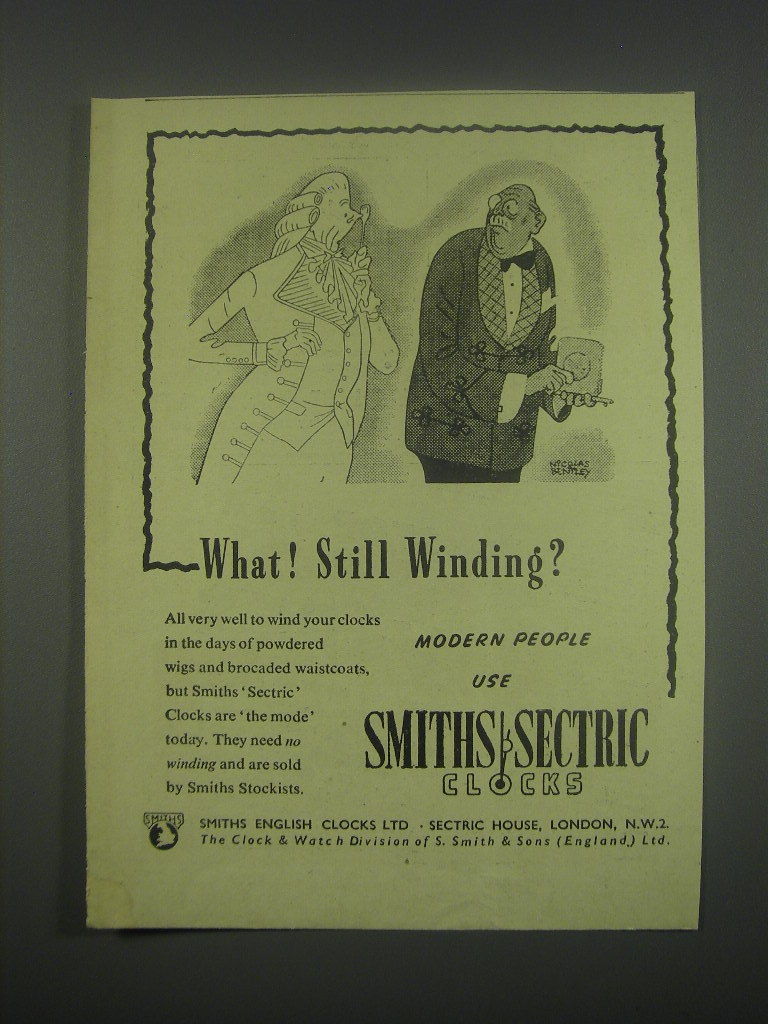 NICOLAS
BENTLEY
What! Still Winding?
All very well to wind your clocks
in the days of powdered
wigs and brocaded waistcoats,
but Smiths ‘Sectric’
Clocks are ‘the mode’
today. They need no
winding and are sold
by Smiths Stockists.
MODERN PEOPLE
USE
SMITHS SECTRIC
CLOCKS
SMITHS
SMITHS ENGLISH CLOCKS LTD · SECTRIC HOUSE, LONDON, N.W.2.
The Clock & Watch Division of S. Smith & Sons (England,) Ltd.